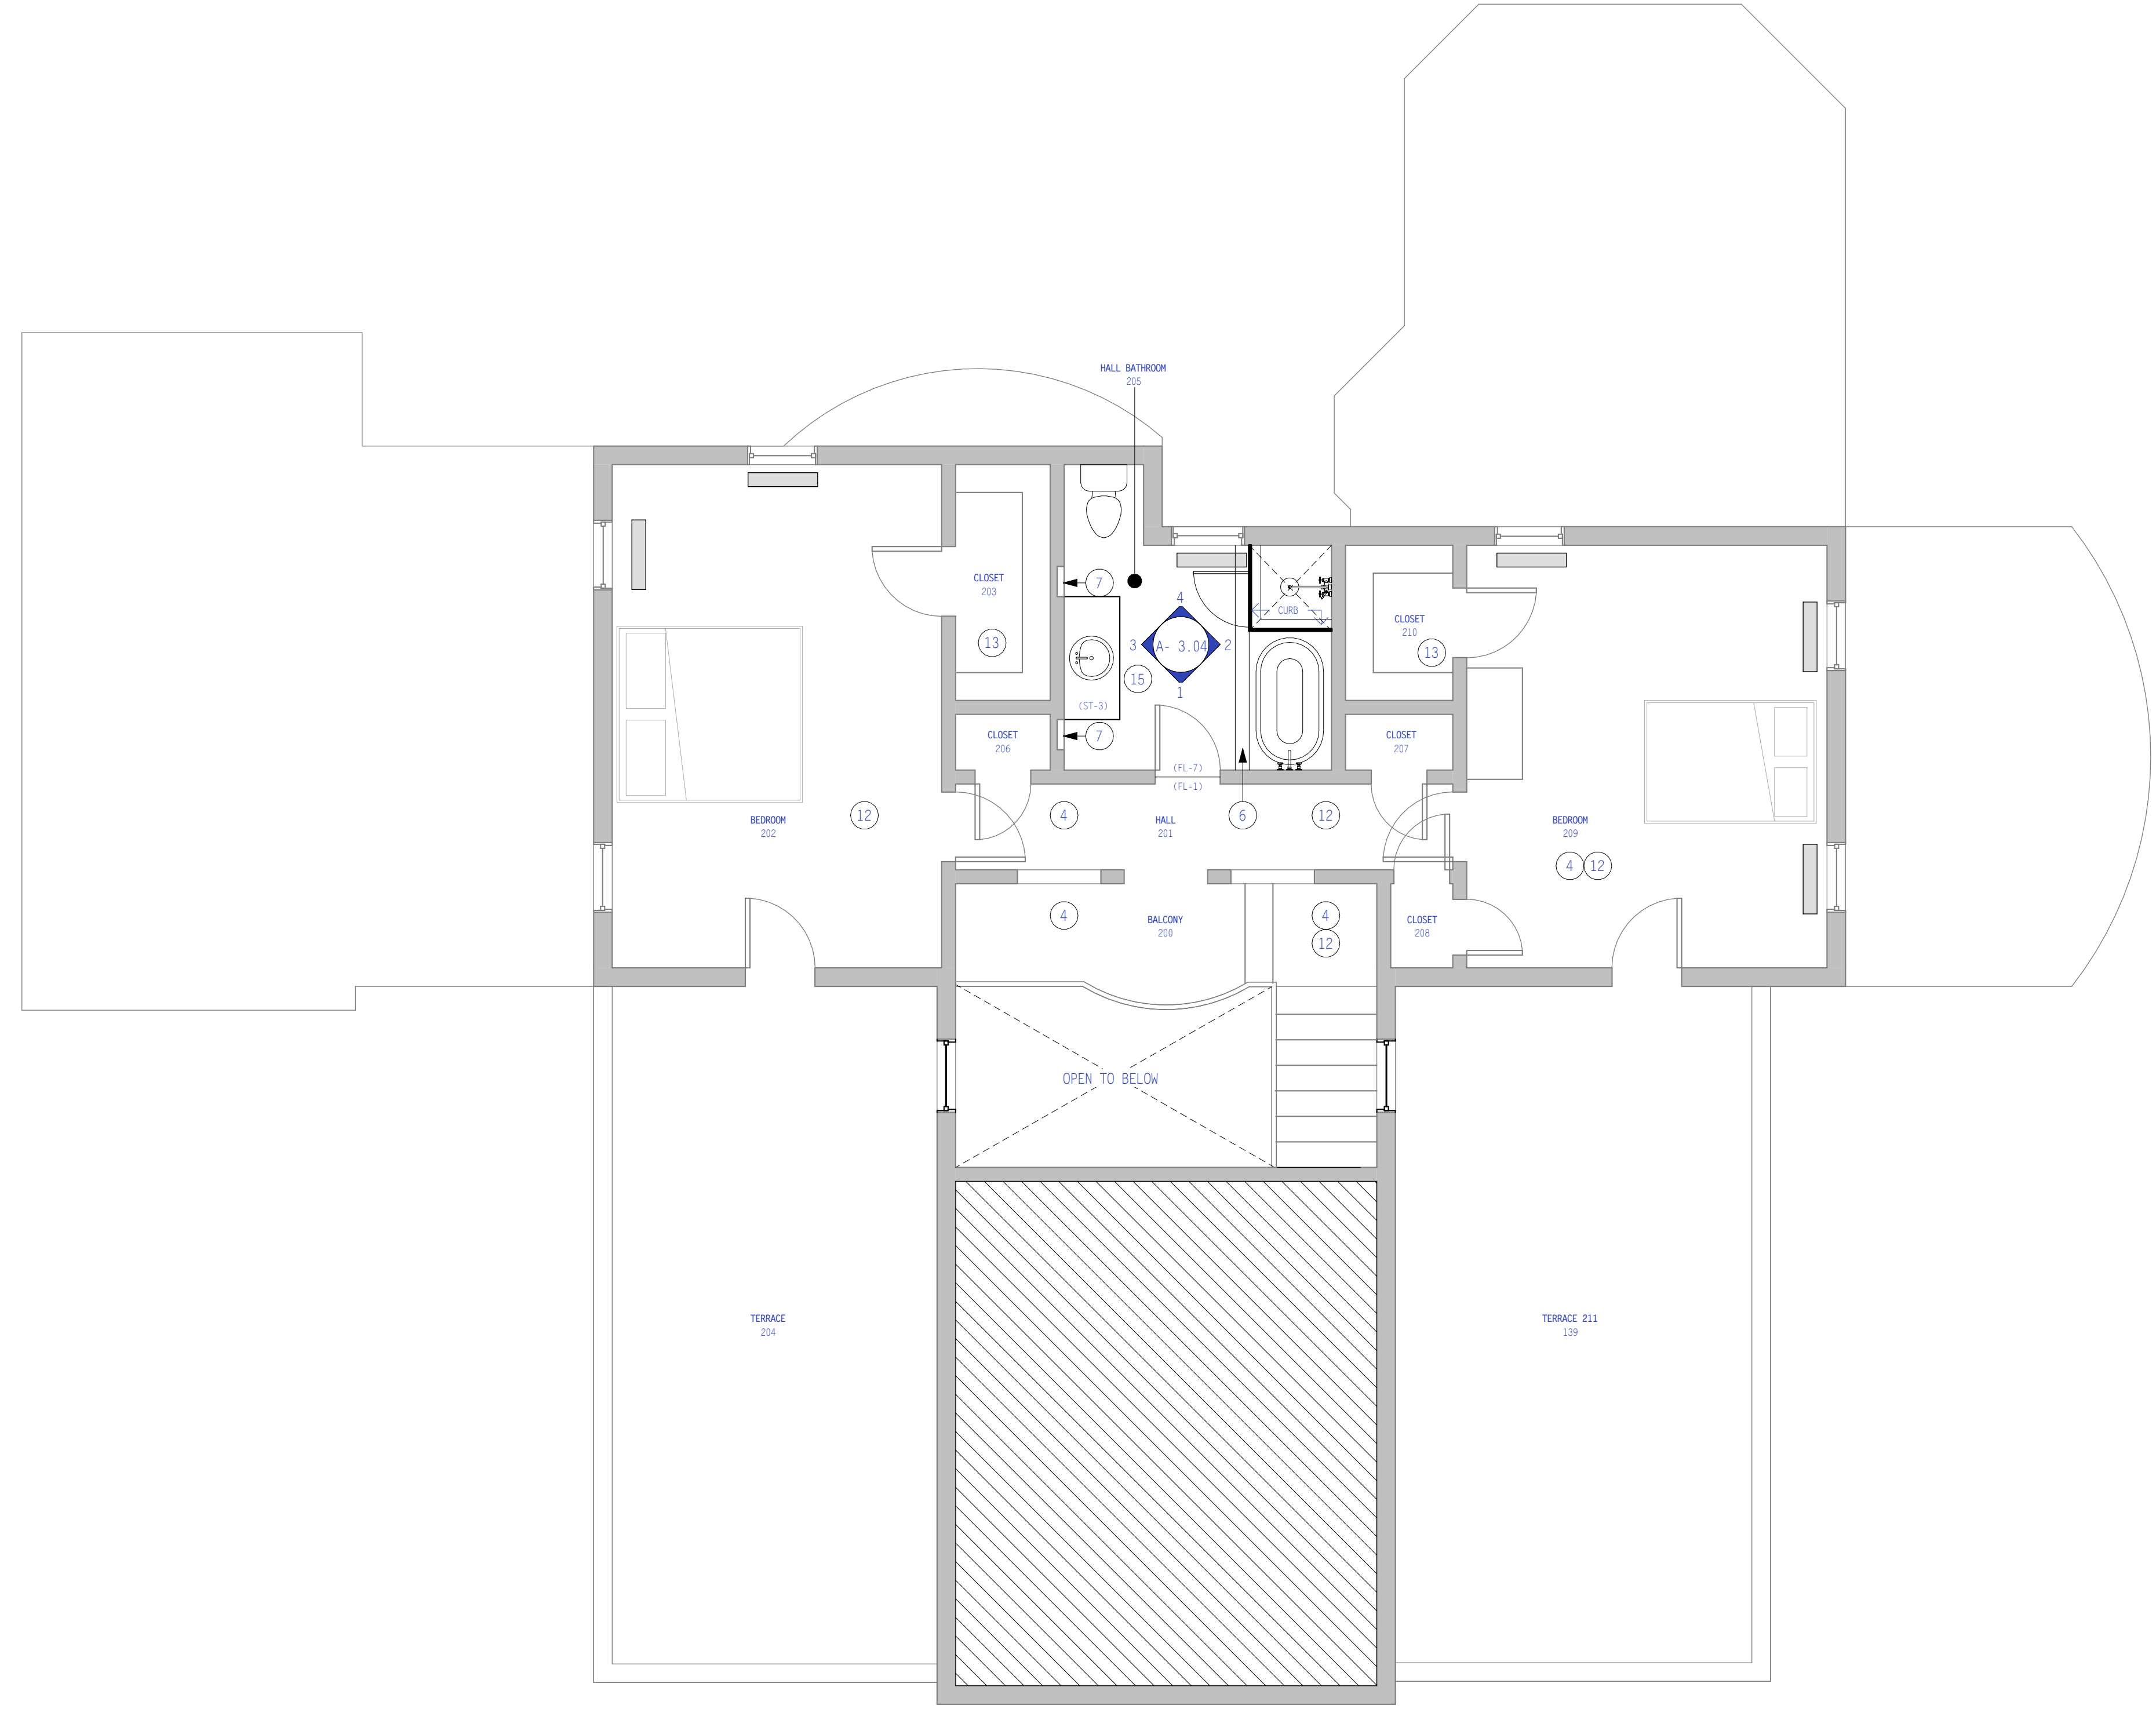 HALL BATHROOM
205
CLOSET
203
7
4
CURB
CLOSET
210
13
3
A- 3.04
2
13
15
1
(ST-3)
CLOSET
206
7
CLOSET
207
(FL-7)
(FL-1)
BEDROOM
202
12
4
HALL
201
6
12
BEDROOM
209
4
12
4
BALCONY
200
4
12
CLOSET
208
OPEN TO BELOW
TERRACE
204
TERRACE 211
139